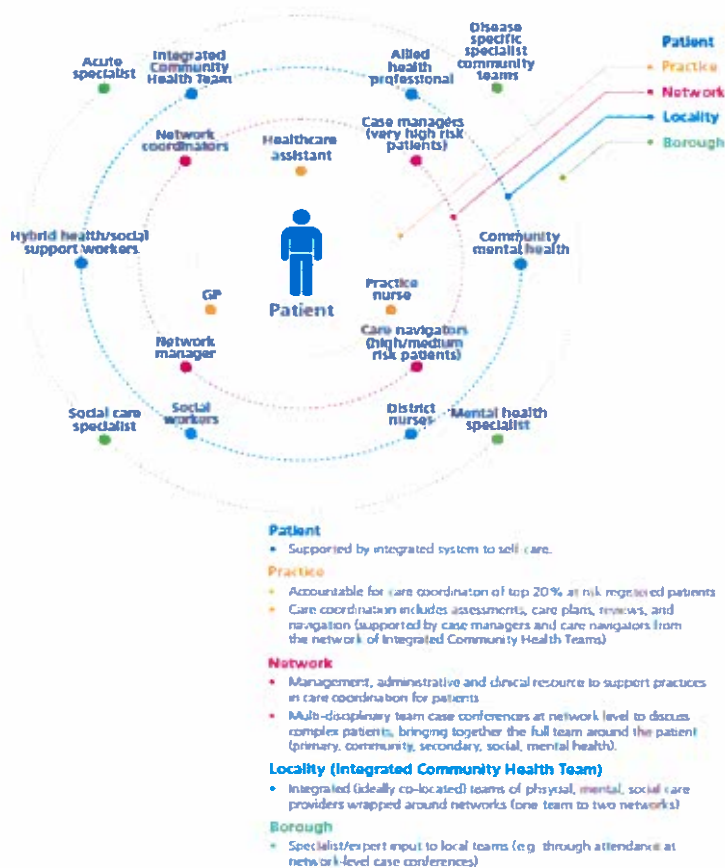 Disease
specific
specialist
community
teams
Acute
specialist
Integrated
Community
Health Team
Allied
health
professional
Patient
Practice
Network
Locality
Borough
Network
coordinators
Healthcare
assistant
Case managers
(very high risk
patients)
Hybrid health/social
support workers
Community
mental health
GP
Patient
Practice
nurse
Network
manager
Care navigators
(high/medium
risk patients)
Social care
specialist
Social
workers
District
nurses
Mental health
specialist
Patient
• Supported by integrated system to self care.
Practice
• Accountable for care coordinaton of top 20% at risk registered patients
• Care coordination includes assessments, care plans, reviews, and
navigation (supported by case managers and care navigators from
the network of Integrated Community Health Teams)
Network
• Management, administrative and clinical resource to support practices
in care coordination for patients
• Multi-disciplinary team case conferences at network level to discuss
complex patients, bringing together the full team around the patient
(primary, community, secondary, social, mental health).
Locality (Integrated Community Health Team)
• Integrated (ideally co-located) teams of physyal, mental, social care
providers wrapped around networks (one team to two networks)
Borough
• Specialist/expert input to local teams (e.g. through attendance at
network-level case conferences)